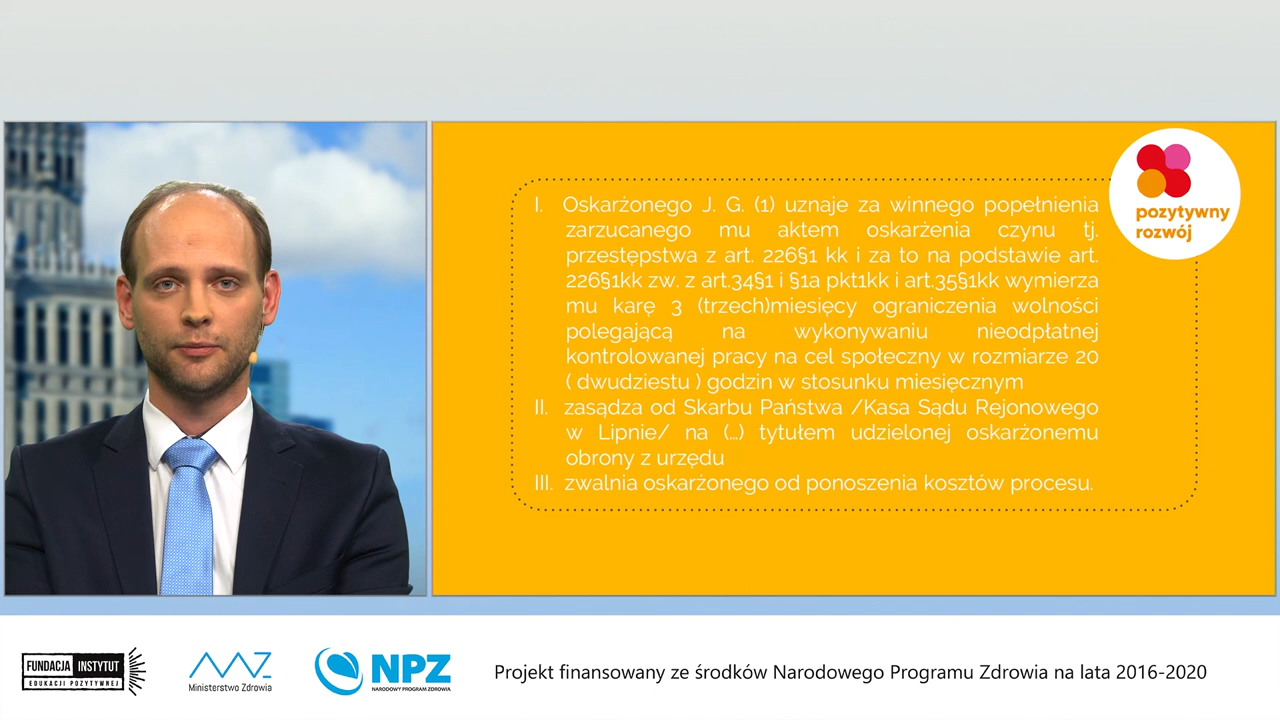 pozytywny
rozwój
I. Oskarżonego J. G. (1) uznaje za winnego popełnienia
zarzucanego mu aktem oskarżenia czynu tj.
przestępstwa z art. 226§1 kk i za to na podstawie art.
226§1kk zw. z art.34§1 i §1a pkt1kk i art.35§1kk wymierza
mu karę 3 (trzech)miesięcy ograniczenia wolności
polegającą na wykonywaniu nieodpłatnej
kontrolowanej pracy na cel społeczny w rozmiarze 20
( dwudziestu ) godzin w stosunku miesięcznym
II. zasądza od Skarbu Państwa /Kasa Sądu Rejonowego
w Lipnie/ na (...) tytułem udzielonej oskarżonemu
obrony z urzędu
III. zwalnia oskarżonego od ponoszenia kosztów procesu.
FUNDACJA INSTYTUT
EDUKACJI POZYTYWNEJ
Ministerstwo Zdrowia
NPZ
NARODOWY PROGRAM ZDROWIA
Projekt finansowany ze środków Narodowego Programu Zdrowia na lata 2016-2020